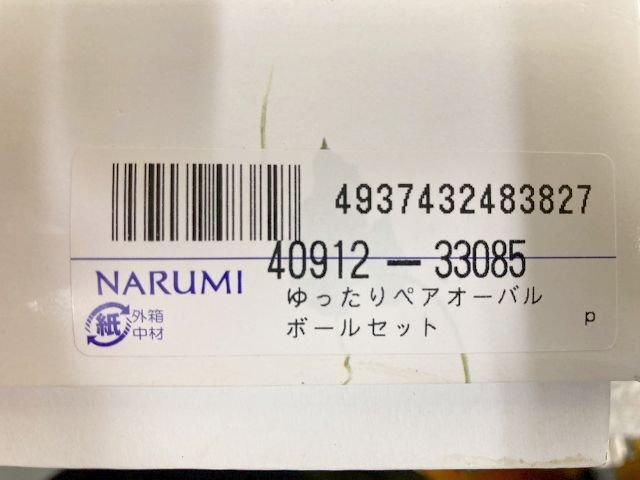 4937432483827
40912-33085
NARUMI
ゆったりペアオーバル
ボールセット
紙
外箱
中材
p